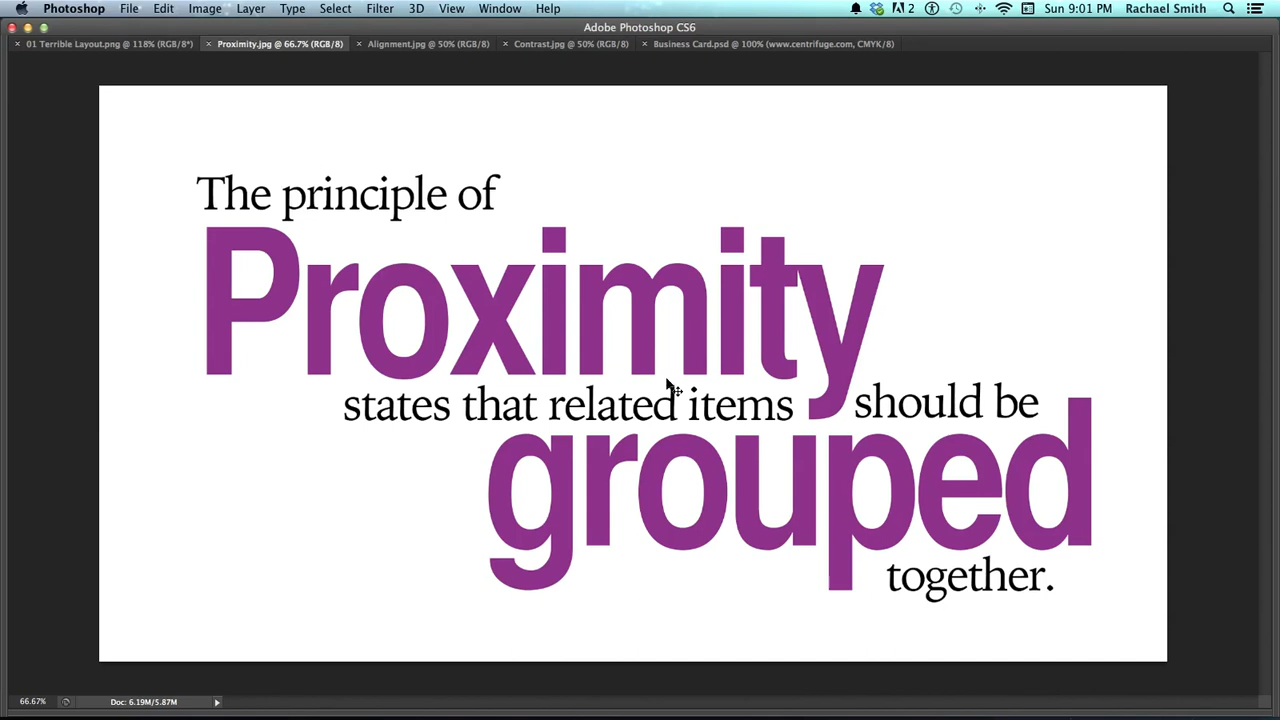 Photoshop File Edit Image Layer Type Select Filter 3D View Window Help 2 Sun 9:01 PM Rachael Smith
Adobe Photoshop CS6
01 Terrible Layout.png @ 118% (RGB/8*) Proximity.jpg @ 66.7% (RGB/8) Alignment.jpg @ 50% (RGB/8) Contrast.jpg @ 50% (RGB/8) Business Card.psd @ 100% (www.centrifuge.com, CMYK/8)
The principle of
Proximity
states that related items should be
grouped
together.
66.67% Doc: 6.19M/5.87M